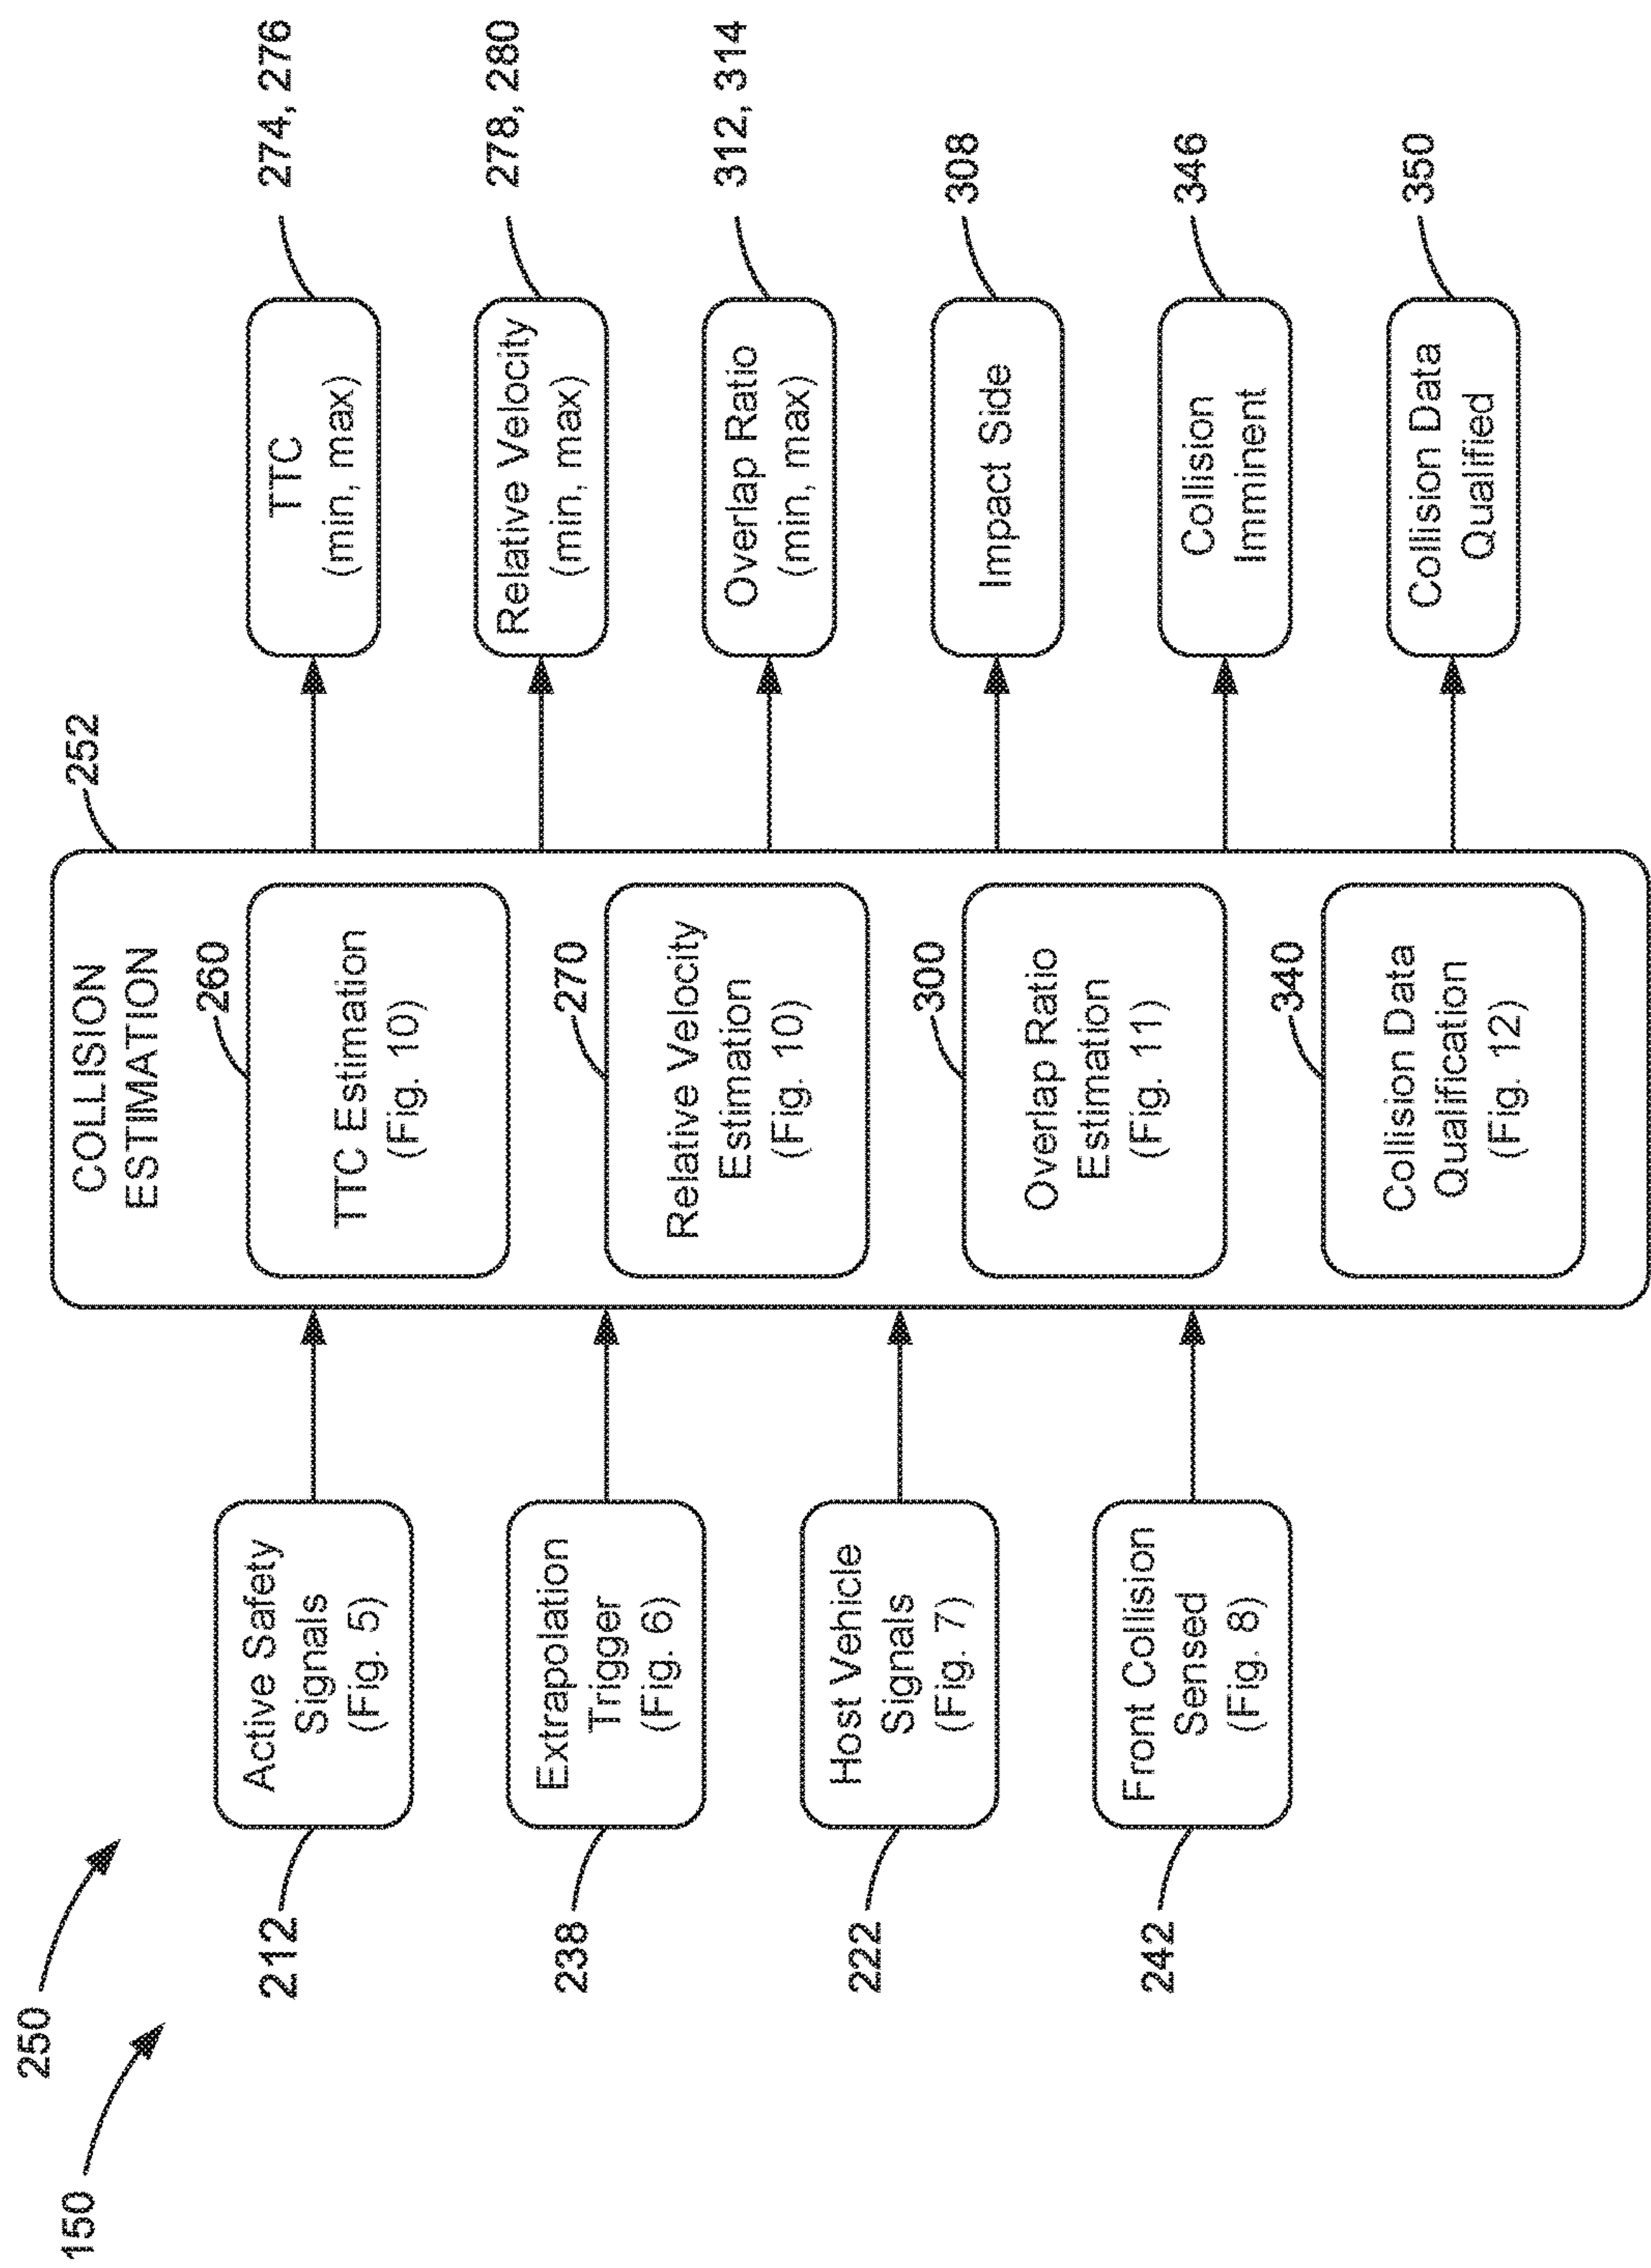 150
250
212
Active Safety
Signals
(Fig. 5)
238
Extrapolation
Trigger
(Fig. 6)
222
Host Vehicle
Signals
(Fig. 7)
242
Front Collision
Sensed
(Fig. 8)
252
COLLISION
ESTIMATION
260
TTC Estimation
(Fig. 10)
270
Relative Velocity
Estimation
(Fig. 10)
300
Overlap Ratio
Estimation
(Fig. 11)
340
Collision Data
Qualification
(Fig. 12)
TTC
(min, max)
274, 276
Relative Velocity
(min, max)
278, 280
Overlap Ratio
(min, max)
312, 314
Impact Side
308
Collision
Imminent
346
Collision Data
Qualified
350